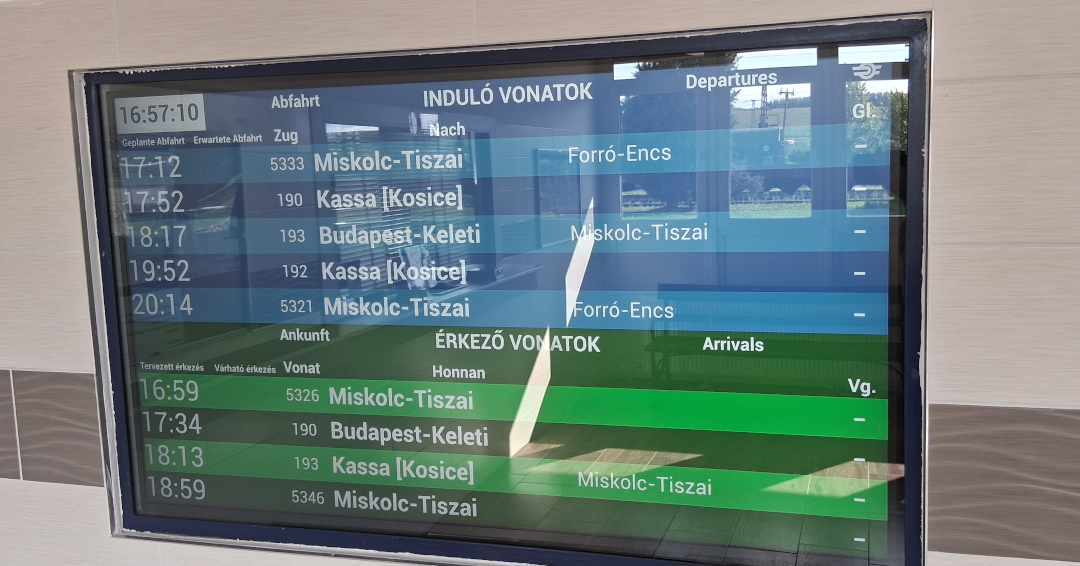 Abfahrt INDULÓ VONATOK Departures
16:57:10
Geplante Abfahrt Erwartete Abfahrt Zug Nach Gl.
17:12 5333 Miskolc-Tiszai Forró-Encs –
17:52 190 Kassa [Kosice] –
18:17 193 Budapest-Keleti Miskolc-Tiszai –
19:52 192 Kassa [Kosice] –
20:14 5321 Miskolc-Tiszai Forró-Encs –
Ankunft ÉRKEZŐ VONATOK Arrivals
Tervezett érkezés Várható érkezés Vonat Honnan Vg.
16:59 5326 Miskolc-Tiszai –
17:34 190 Budapest-Keleti –
18:13 193 Kassa [Kosice] Miskolc-Tiszai –
18:59 5346 Miskolc-Tiszai –